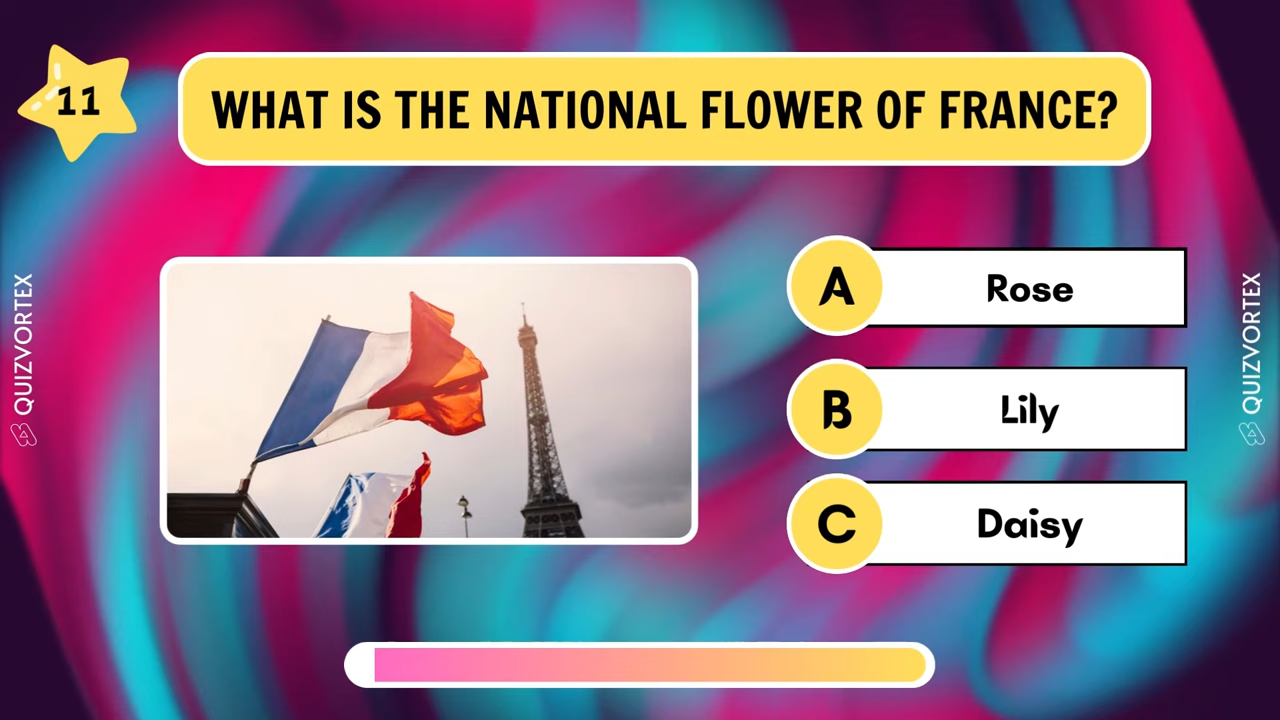 11
WHAT IS THE NATIONAL FLOWER OF FRANCE?
QUIZVORTEX
A Rose
B Lily
C Daisy
QUIZVORTEX